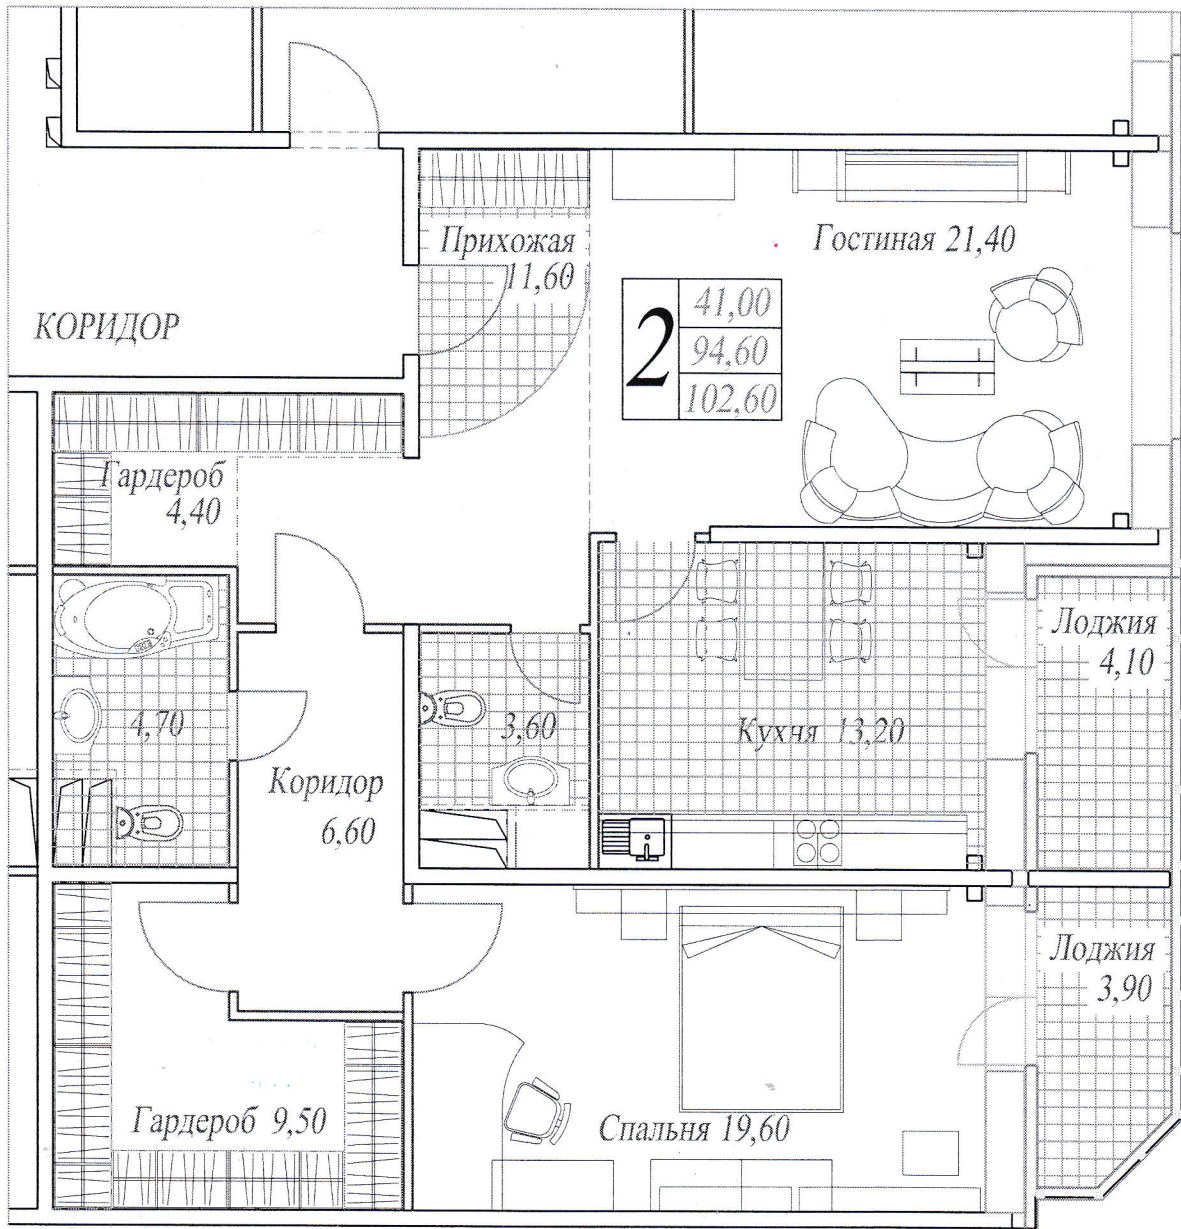 Прихожая
11,60
Гостиная 21,40
КОРИДОР
2
41,00
94,60
102,60
Гардероб
4,40
Лоджия
4,10
4,70
3,60
Кухня 13,20
Коридор
6,60
Лоджия
3,90
Гардероб 9,50
Спальня 19,60